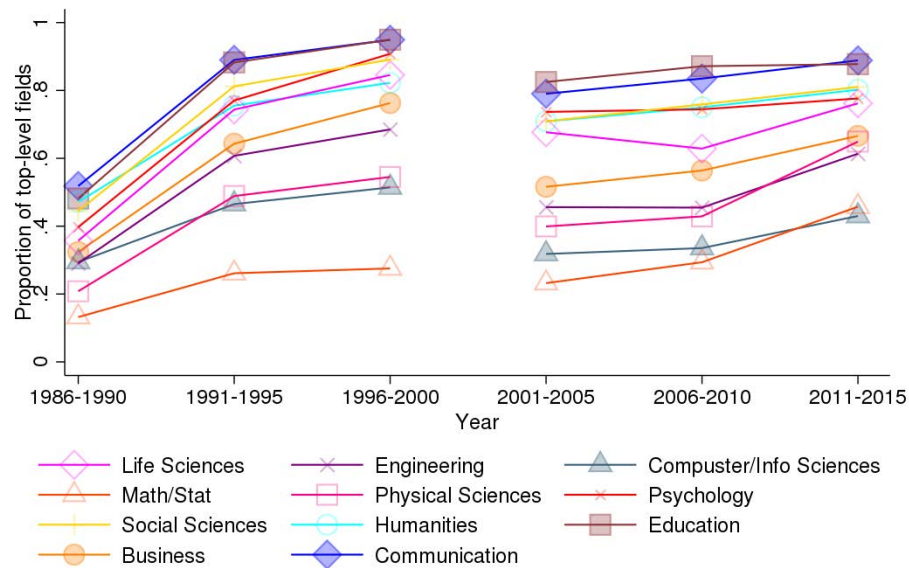 Proportion of top-level fields
1
.8
.6
.4
.2
0
1986-1990 1991-1995 1996-2000 2001-2005 2006-2010 2011-2015
Year
Life Sciences Engineering Compuster/Info Sciences
Math/Stat Physical Sciences Psychology
Social Sciences Humanities Education
Business Communication